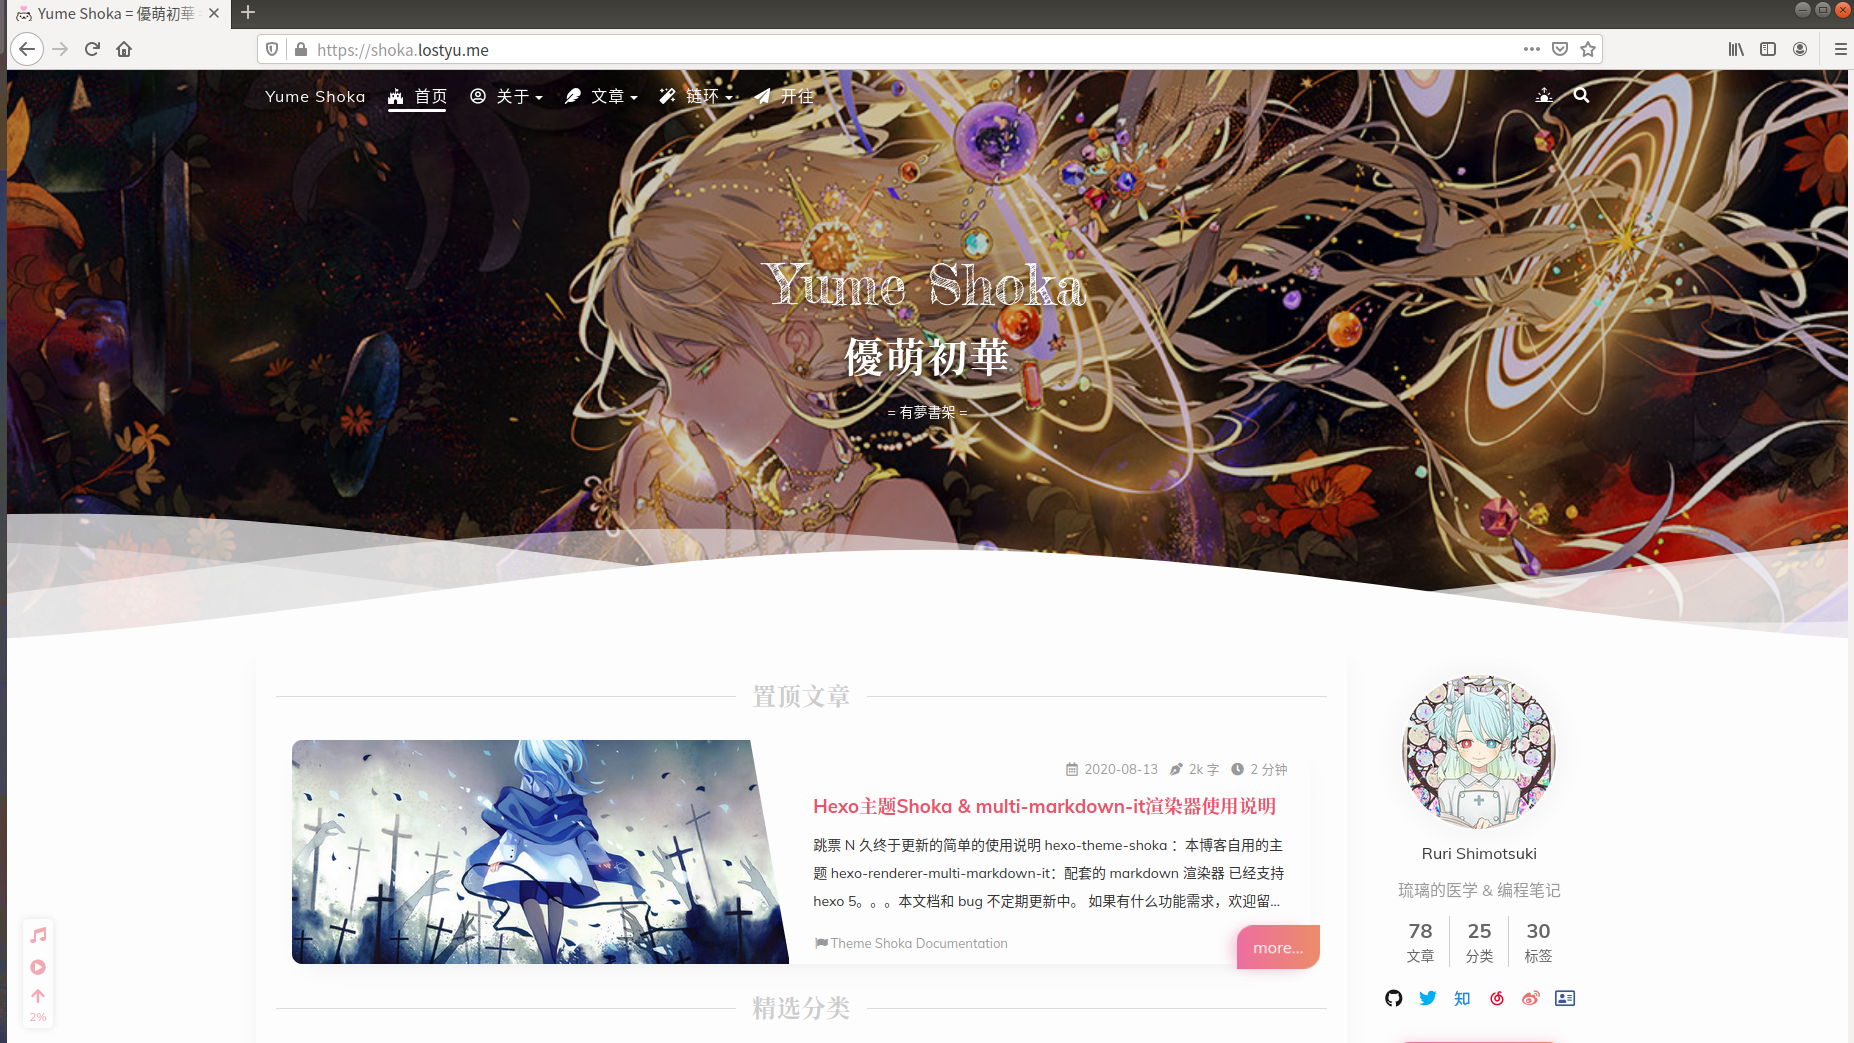 Yume Shoka = 優萌初華 =
https://shoka.lostyu.me
Yume Shoka 首页 关于 文章 链环 开往
Yume Shoka
優萌初華
= 有夢書架 =
置顶文章
2020-08-13 2k 字 2 分钟
Hexo主题Shoka & multi-markdown-it渲染器使用说明
跳票 N 久终于更新的简单的使用说明 hexo-theme-shoka： 本博客自用的主
题 hexo-renderer-multi-markdown-it：配套的 markdown 渲染器 已经支持
hexo 5。。。本文档和 bug 不定期更新中。 如果有什么功能需求，欢迎留...
Theme Shoka Documentation
more...
精选分类
Ruri Shimotsuki
琉璃的医学 & 编程笔记
78 25 30
文章 分类 标签
知
2%